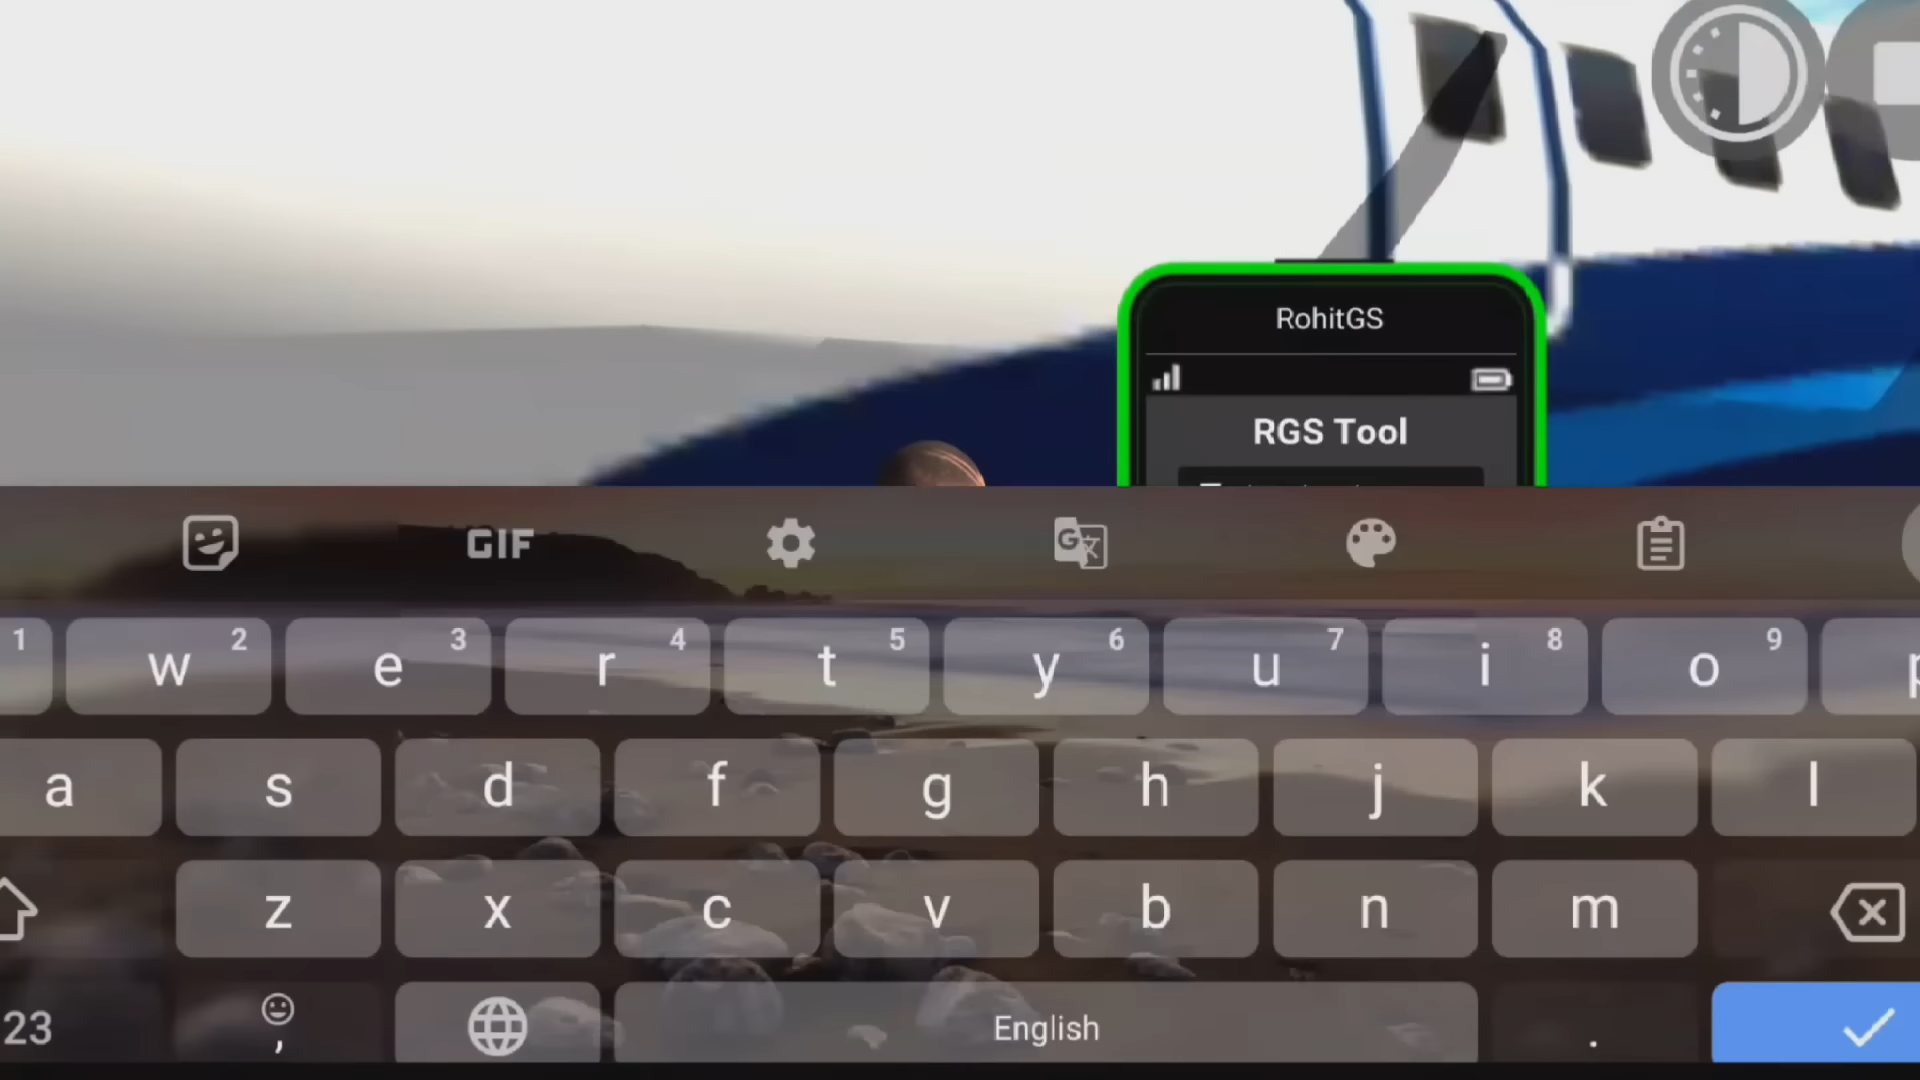 RohitGS
RGS Tool
GIF
1 w 2 e 3 r 4 t 5 y 6 u 7 i 8 o 9 p
a s d f g h j k l
z x c v b n m
23 , English .